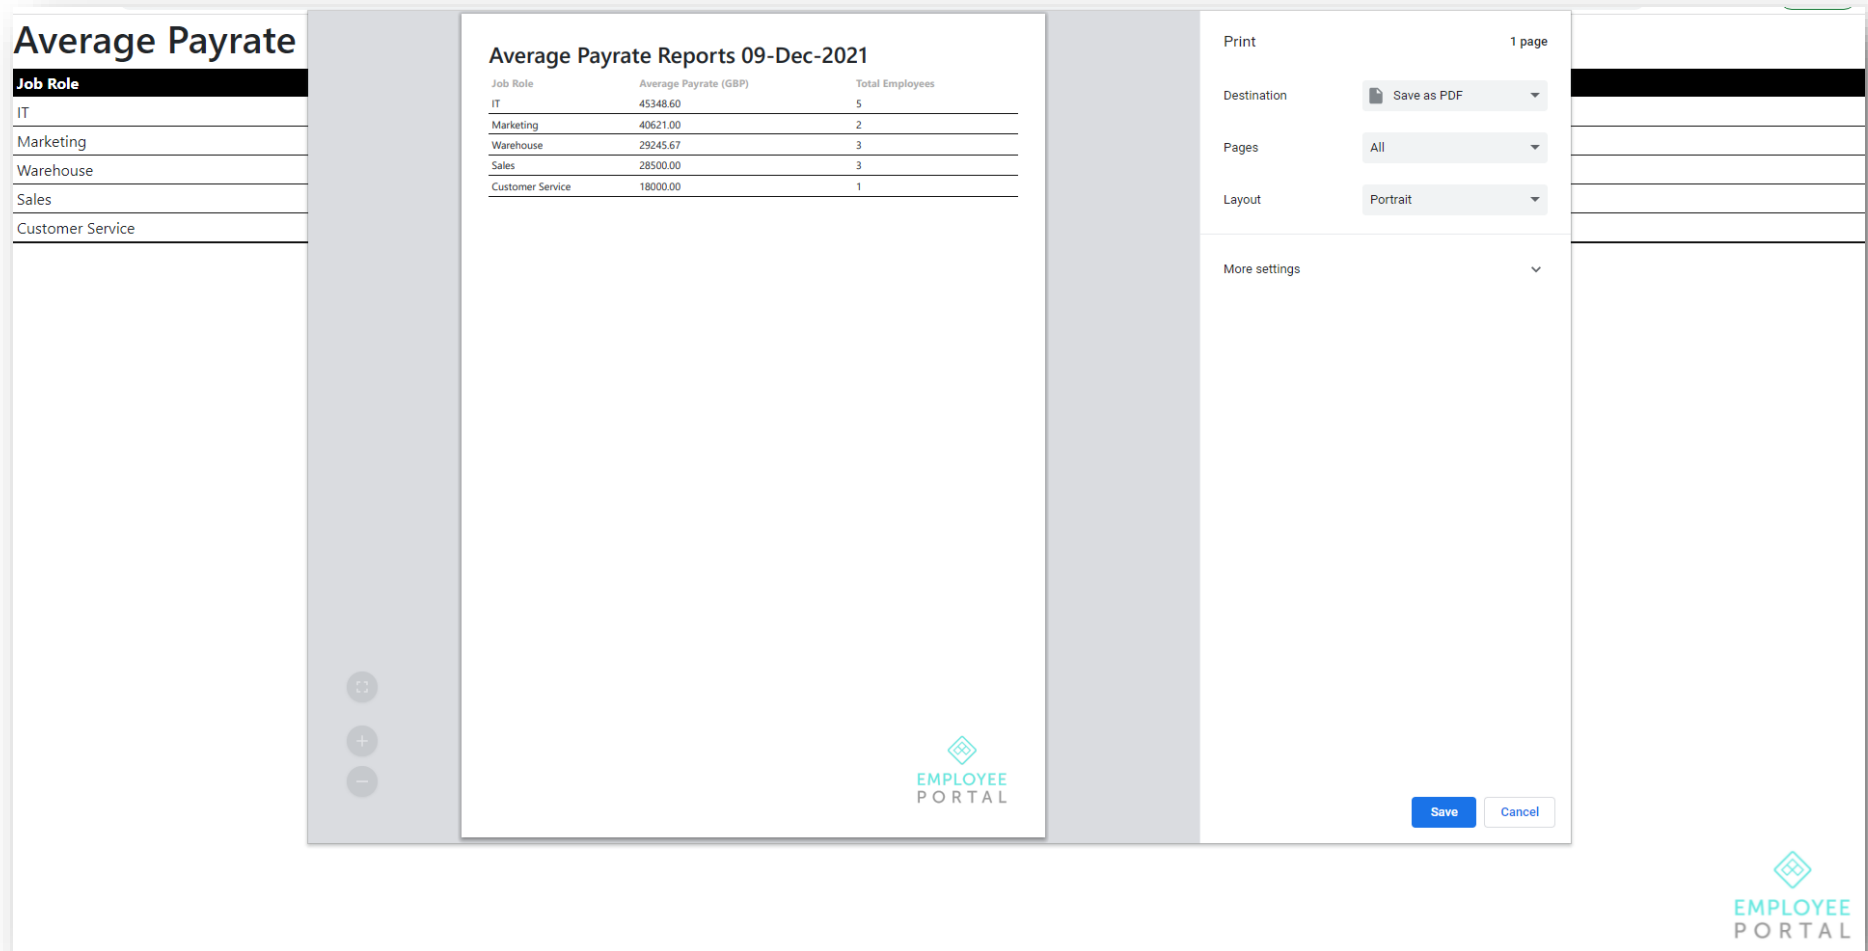 Average Payrate
Job Role
IT
Marketing
Warehouse
Sales
Customer Service
Average Payrate Reports 09-Dec-2021
Job Role Average Payrate (GBP) Total Employees
IT 45348.60 5
Marketing 40621.00 2
Warehouse 29245.67 3
Sales 28500.00 3
Customer Service 18000.00 1
EMPLOYEE
PORTAL
Print 1 page
Destination Save as PDF
Pages All
Layout Portrait
More settings
Save Cancel
EMPLOYEE
PORTAL